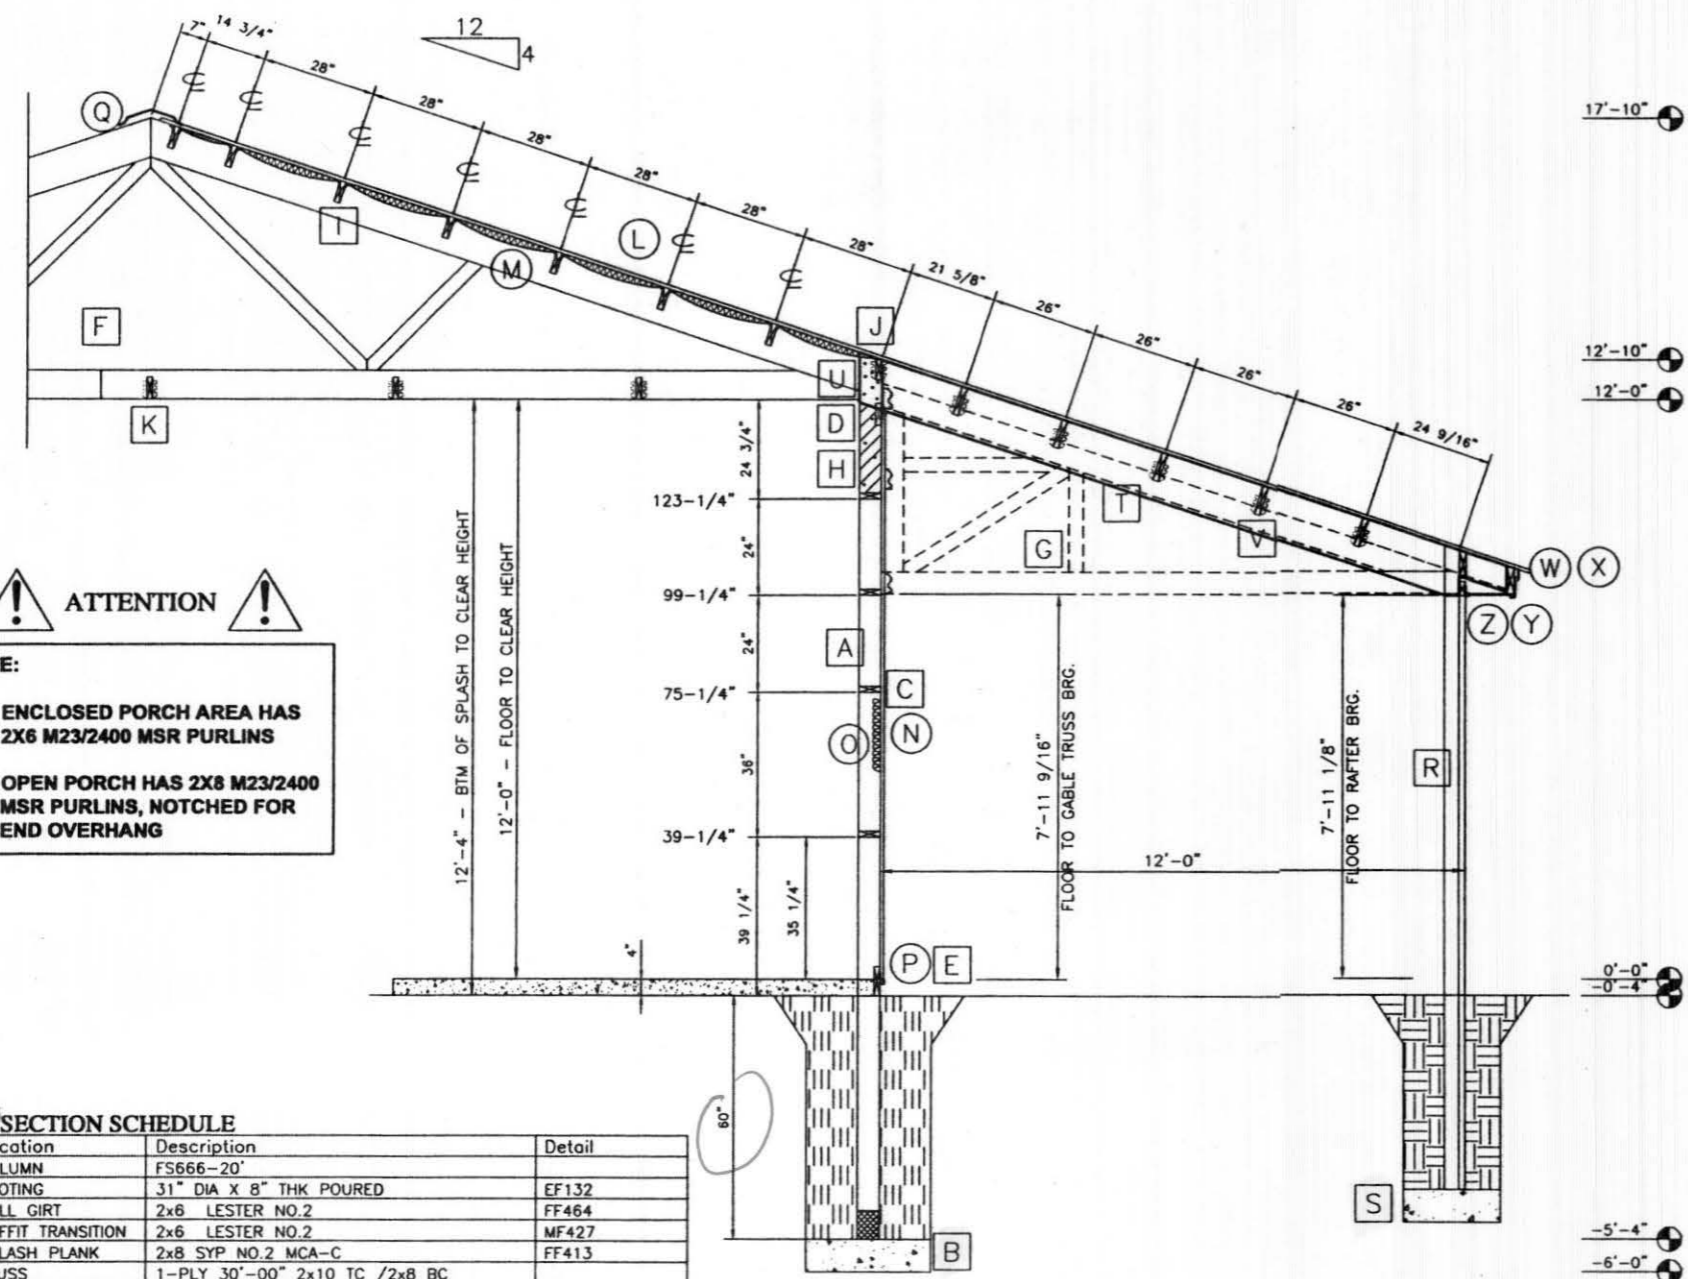 7"
14 3/4"
28"
28"
28"
28"
28"
28"
21 5/8"
26"
26"
26"
26"
24 9/16"
12
4
17'-10"
12'-10"
12'-0"
Q
I
L
M
F
K
J
U
D
H
T
G
V
W X
Z Y
A
C
O N
R
P E
S
B
24 3/4"
123-1/4"
24"
99-1/4"
24"
75-1/4"
36"
39-1/4"
39 1/4"
35 1/4"
4"
12'-4" - BTM OF SPLASH TO CLEAR HEIGHT
12'-0" - FLOOR TO CLEAR HEIGHT
7'-11 9/16"
FLOOR TO GABLE TRUSS BRG.
7'-11 1/8"
FLOOR TO RAFTER BRG.
12'-0"
0'-0"
-0'-4"
60"
-5'-4"
-6'-0"
! ATTENTION !
E:
ENCLOSED PORCH AREA HAS
2X6 M23/2400 MSR PURLINS
OPEN PORCH HAS 2X8 M23/2400
MSR PURLINS, NOTCHED FOR
END OVERHANG
SECTION SCHEDULE
cation Description Detail
LUMN FS666-20'
OTING 31" DIA X 8" THK POURED EF132
LL GIRT 2x6 LESTER NO.2 FF464
FFIT TRANSITION 2x6 LESTER NO.2 MF427
LASH PLANK 2x8 SYP NO.2 MCA-C FF413
USS 1-PLY 30'-00" 2x10 TC /2x8 BC